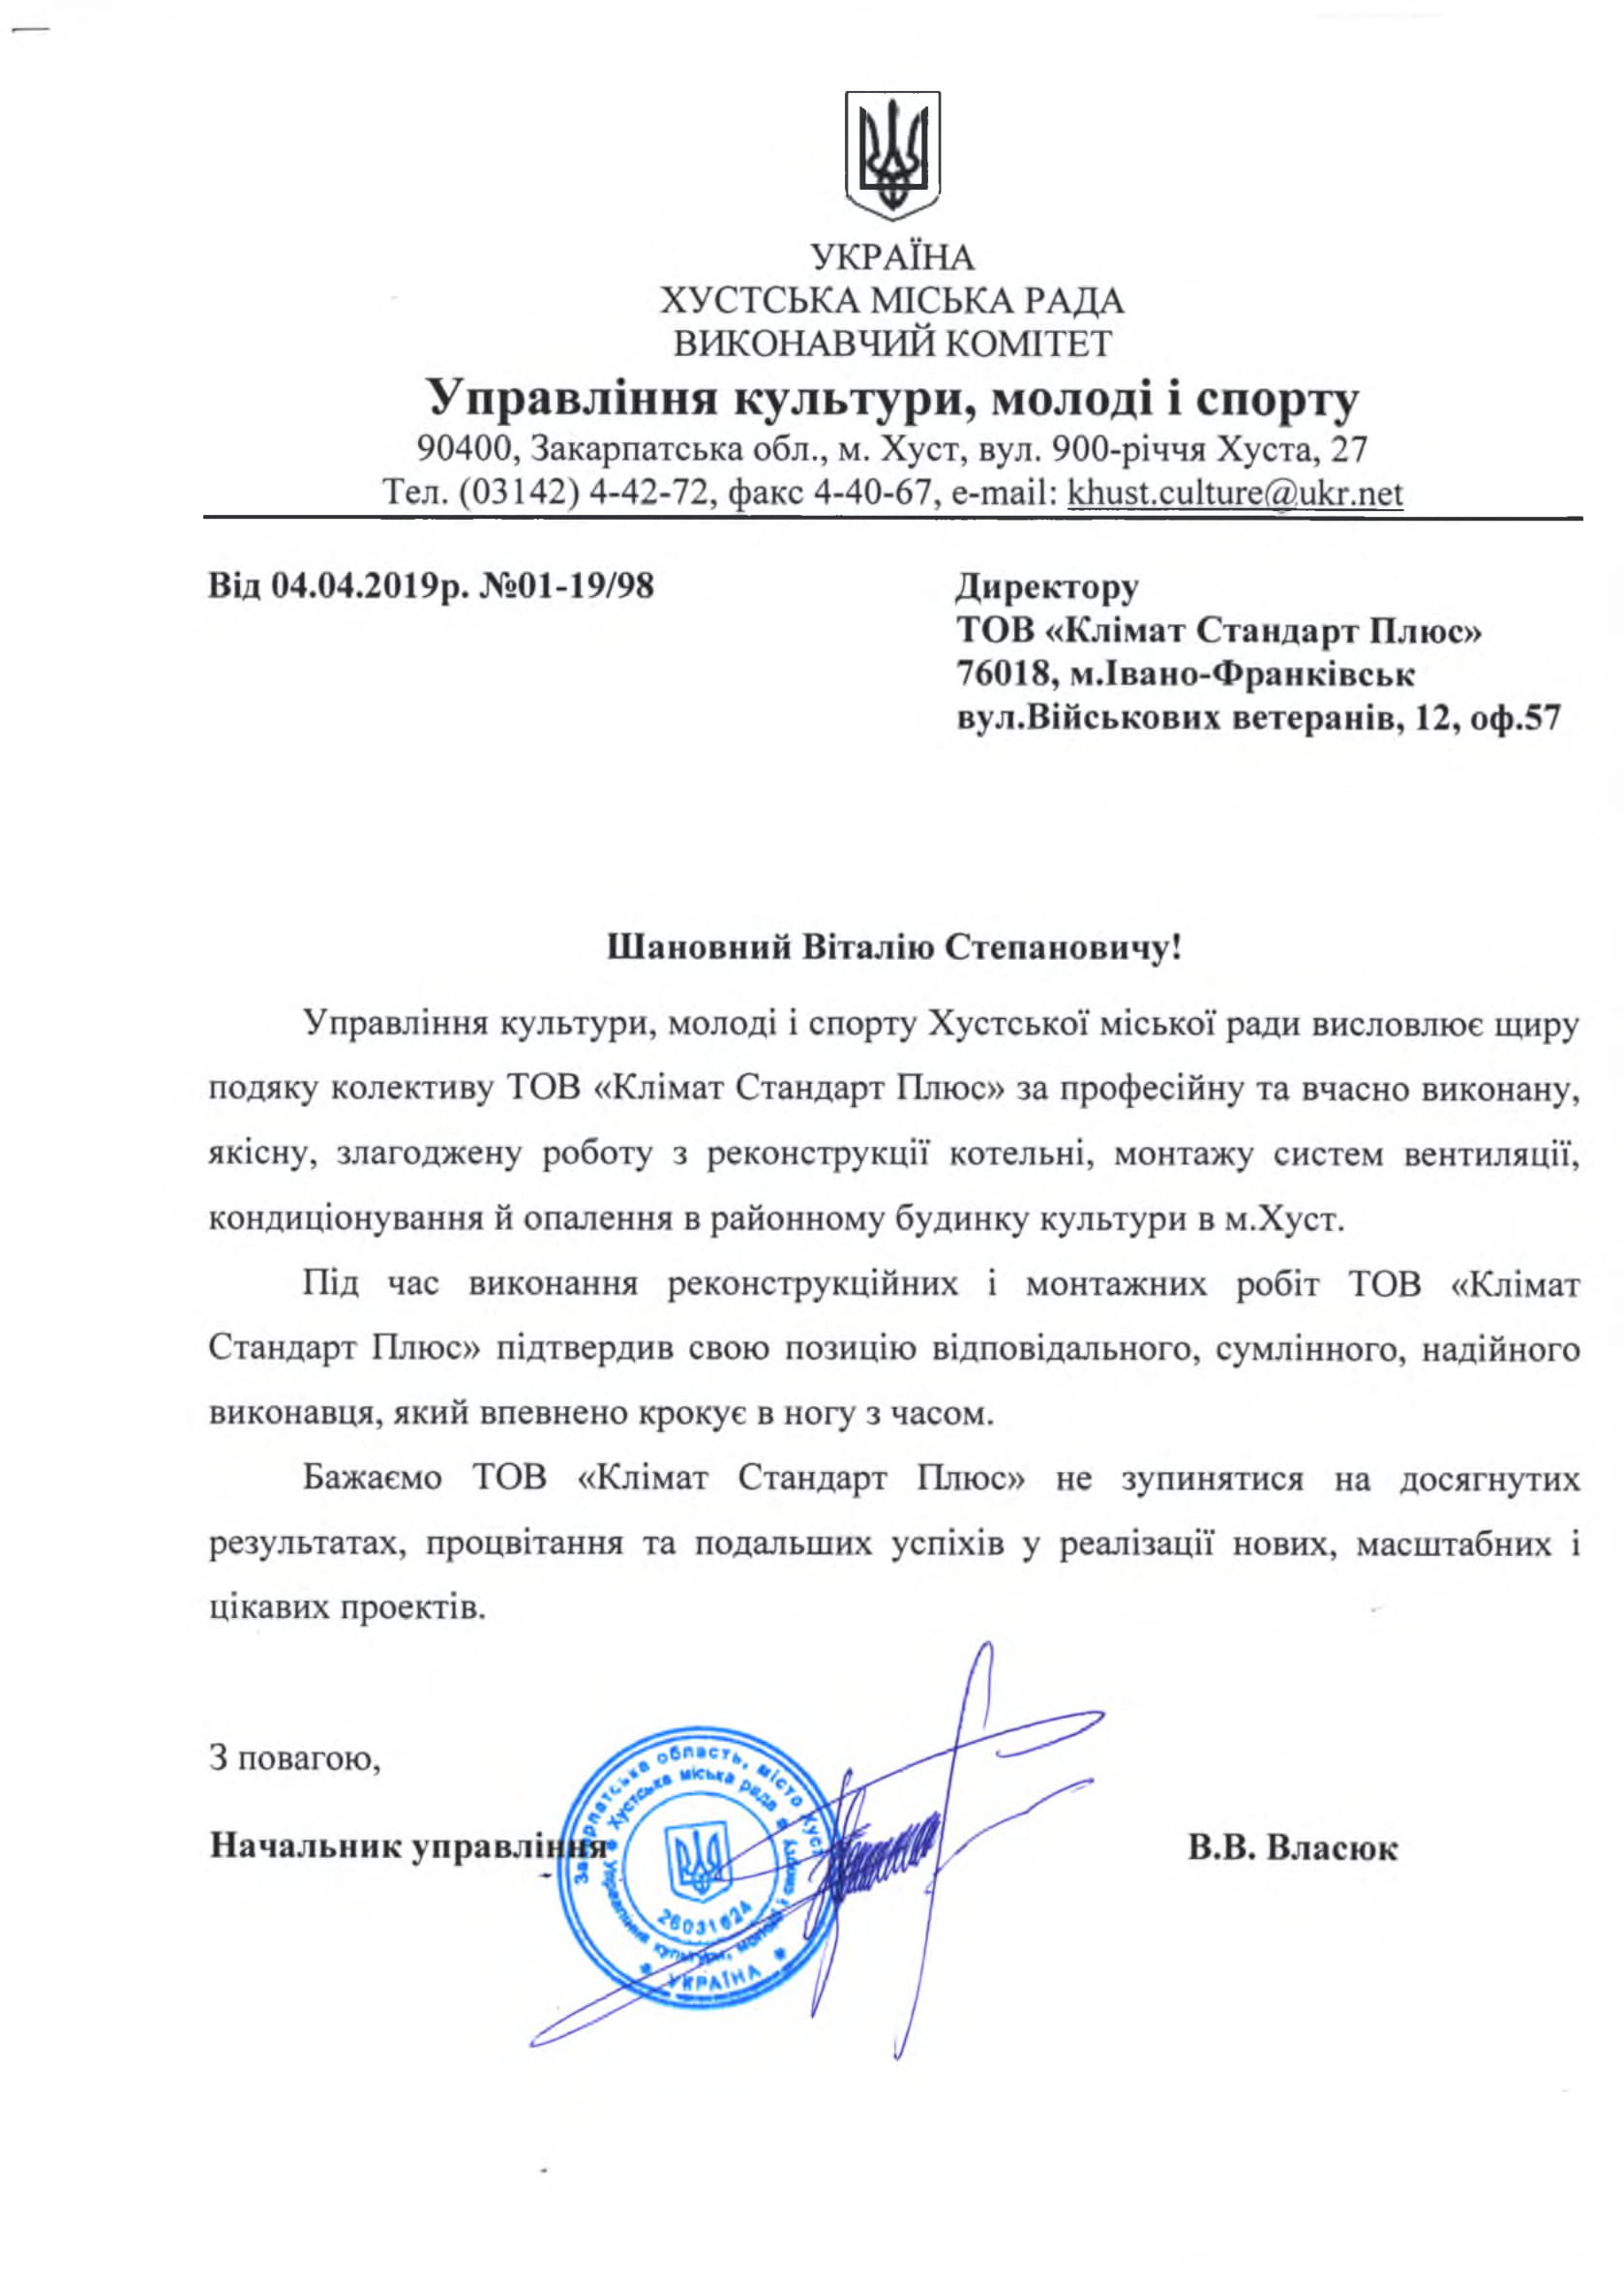 УКРАЇНА
ХУСТСЬКА МІСЬКА РАДА
ВИКОНАВЧИЙ КОМІТЕТ
Управління культури, молоді і спорту
90400, Закарпатська обл., м. Хуст, вул. 900-річчя Хуста, 27
Тел. (03142) 4-42-72, факс 4-40-67, e-mail: khust.culture@ukr.net
Від 04.04.2019р. №01-19/98
Директору
ТОВ «Клімат Стандарт Плюс»
76018, м.Івано-Франківськ
вул.Військових ветеранів, 12, оф.57
Шановний Віталію Степановичу!
Управління культури, молоді і спорту Хустської міської ради висловлює щиру
подяку колективу ТОВ «Клімат Стандарт Плюс» за професійну та вчасно виконану,
якісну, злагоджену роботу з реконструкції котельні, монтажу систем вентиляції,
кондиціонування й опалення в районному будинку культури в м.Хуст.
Під час виконання реконструкційних і монтажних робіт ТОВ «Клімат
Стандарт Плюс» підтвердив свою позицію відповідального, сумлінного, надійного
виконавця, який впевнено крокує в ногу з часом.
Бажаємо ТОВ «Клімат Стандарт Плюс» не зупинятися на досягнутих
результатах, процвітання та подальших успіхів у реалізації нових, масштабних і
цікавих проектів.
З повагою,
Начальник управління
В.В. Власюк
Закарпатська область, місто Хуст
Хустська міська рада
Управління культури, молоді і спорту
26031624
УКРАЇНА